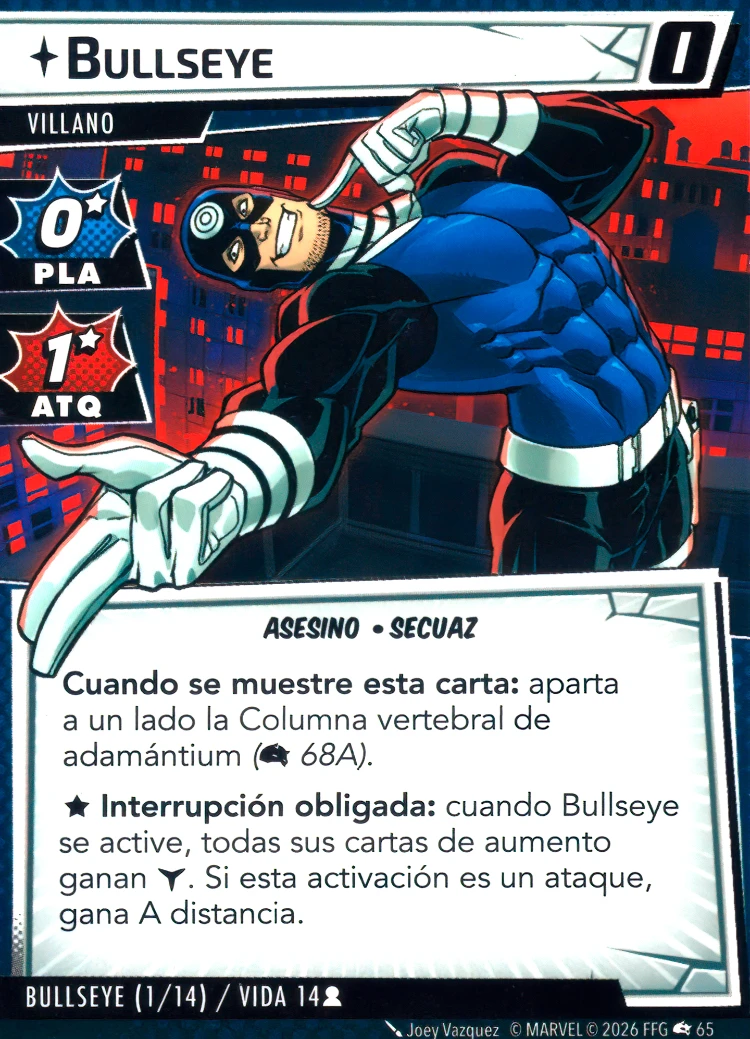 BULLSEYE
I
VILLANO
0★
PLA
1★
ATQ
ASESINO • SECUAZ
Cuando se muestre esta carta: aparta
a un lado la Columna vertebral de
adamántium ( 68A).
★ Interrupción obligada: cuando Bullseye
se active, todas sus cartas de aumento
ganan . Si esta activación es un ataque,
gana A distancia.
BULLSEYE (1/14) / VIDA 14
Joey Vazquez © MARVEL © 2026 FFG 65